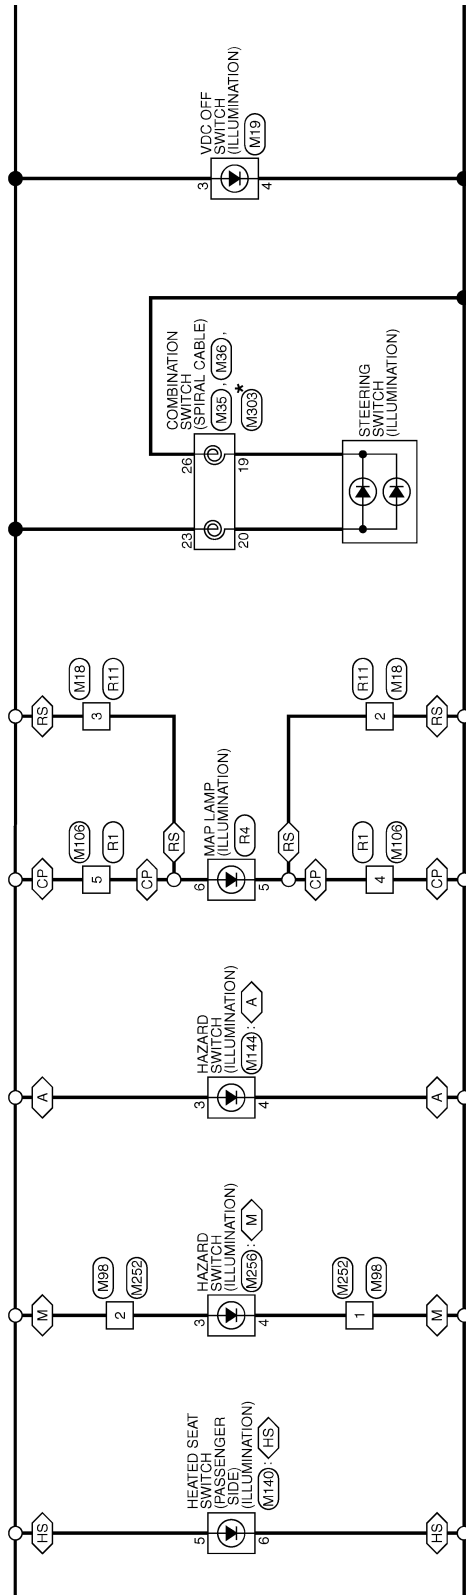 VDC OFF
SWITCH
(ILLUMINATION)
M19
3
4
COMBINATION
SWITCH
(SPIRAL CABLE)
M35 , M36 ,
M303 *
26
19
23
20
STEERING
SWITCH
(ILLUMINATION)
RS
3
M18
R11
RS
RS
2
R11
M18
RS
CP
5
M106
R1
CP
6
MAP LAMP
(ILLUMINATION)
R4
5
CP
4
R1
M106
CP
A
3
HAZARD
SWITCH
(ILLUMINATION)
M144 : A
4
A
M
2
M98
M252
3
HAZARD
SWITCH
(ILLUMINATION)
M256 : M
4
1
M252
M98
M
HS
5
HEATED SEAT
SWITCH
(PASSENGER
SIDE)
(ILLUMINATION)
M140 : HS
6
HS